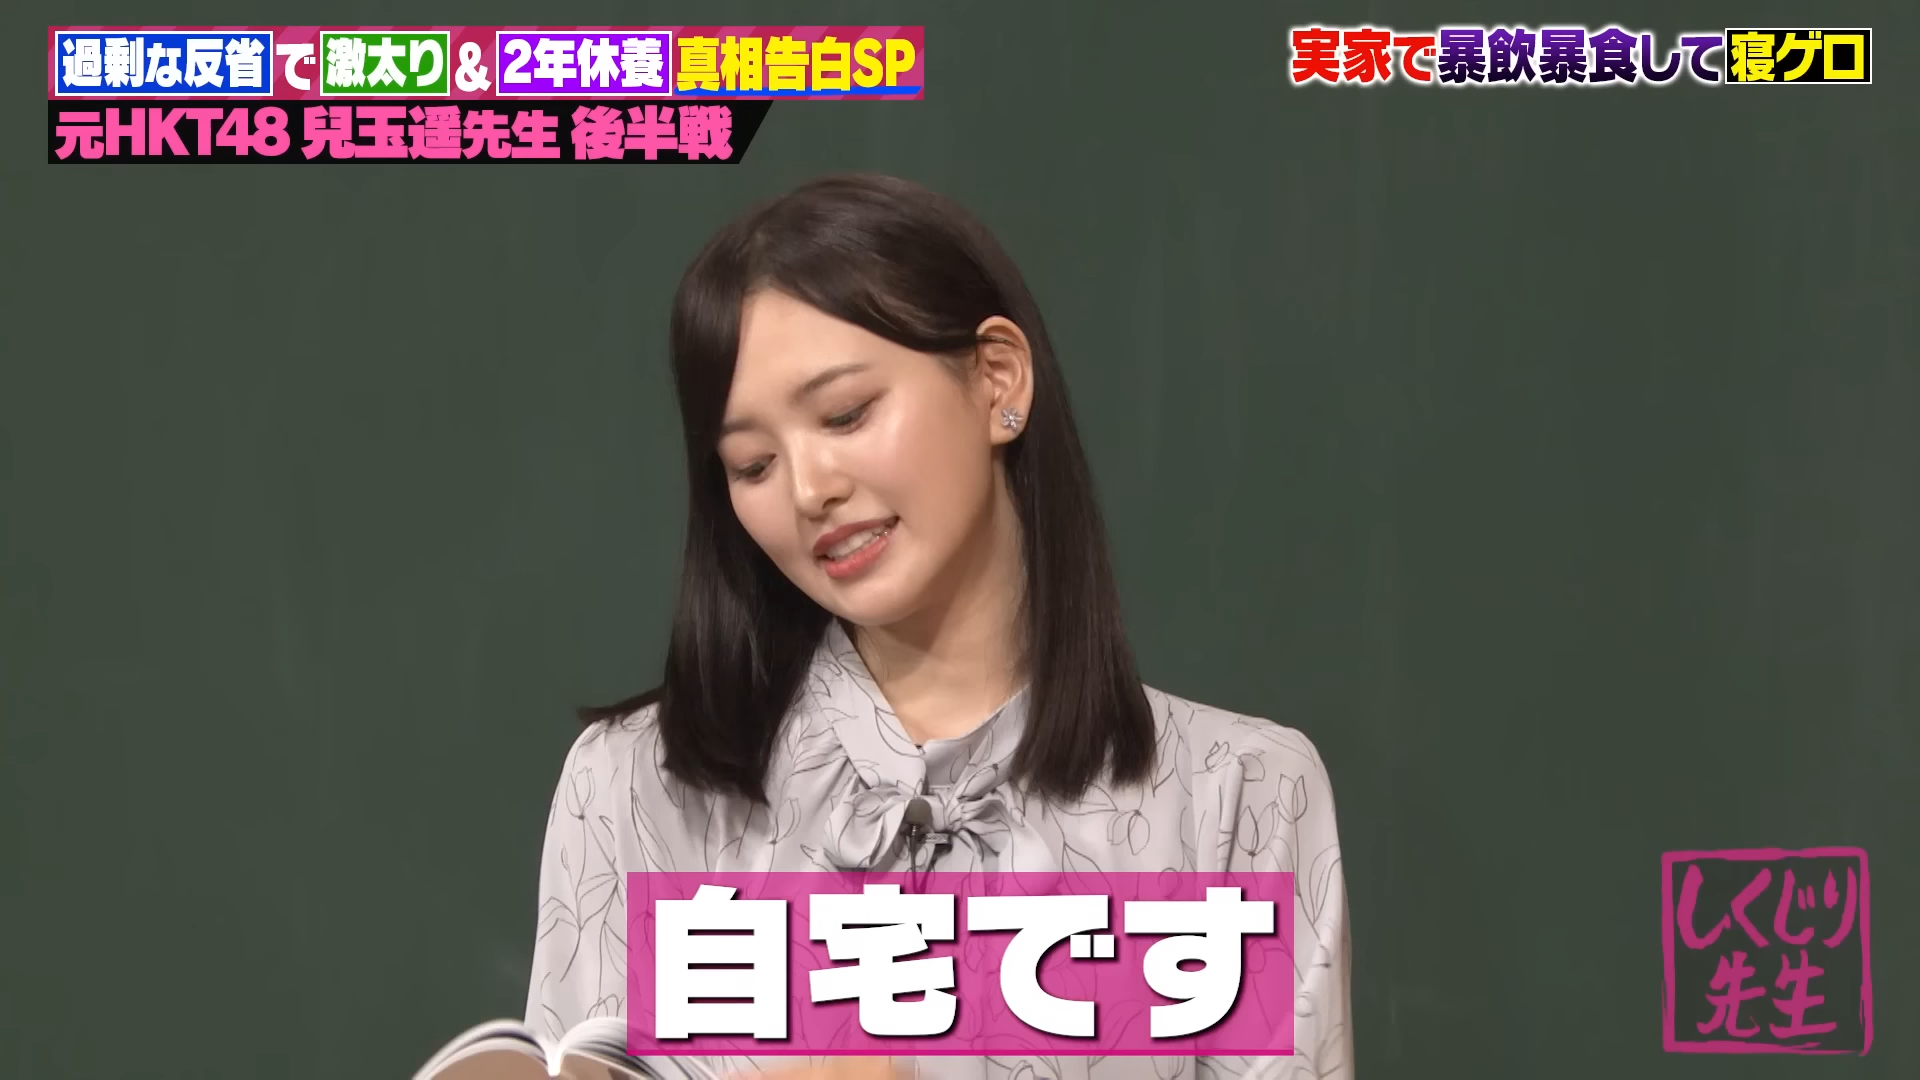 過剰な反省で激太り&2年休養真相告白SP
元HKT48 兒玉遥先生 後半戦
実家で暴飲暴食して寝ゲロ
自宅です
しくじり
先生